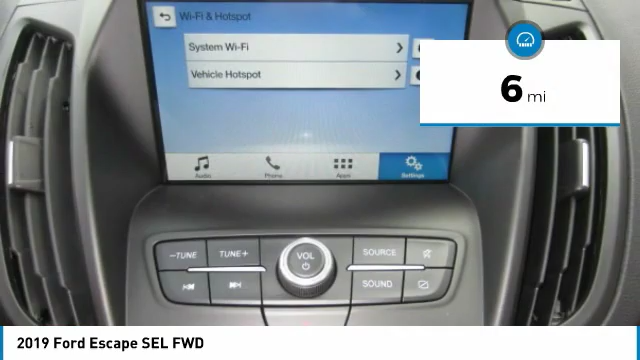 Wi-Fi & Hotspot
System Wi-Fi
Vehicle Hotspot
6 mi
Audio
Phone
Apps
Settings
-TUNE
TUNE+
VOL
SOURCE
SOUND
2019 Ford Escape SEL FWD